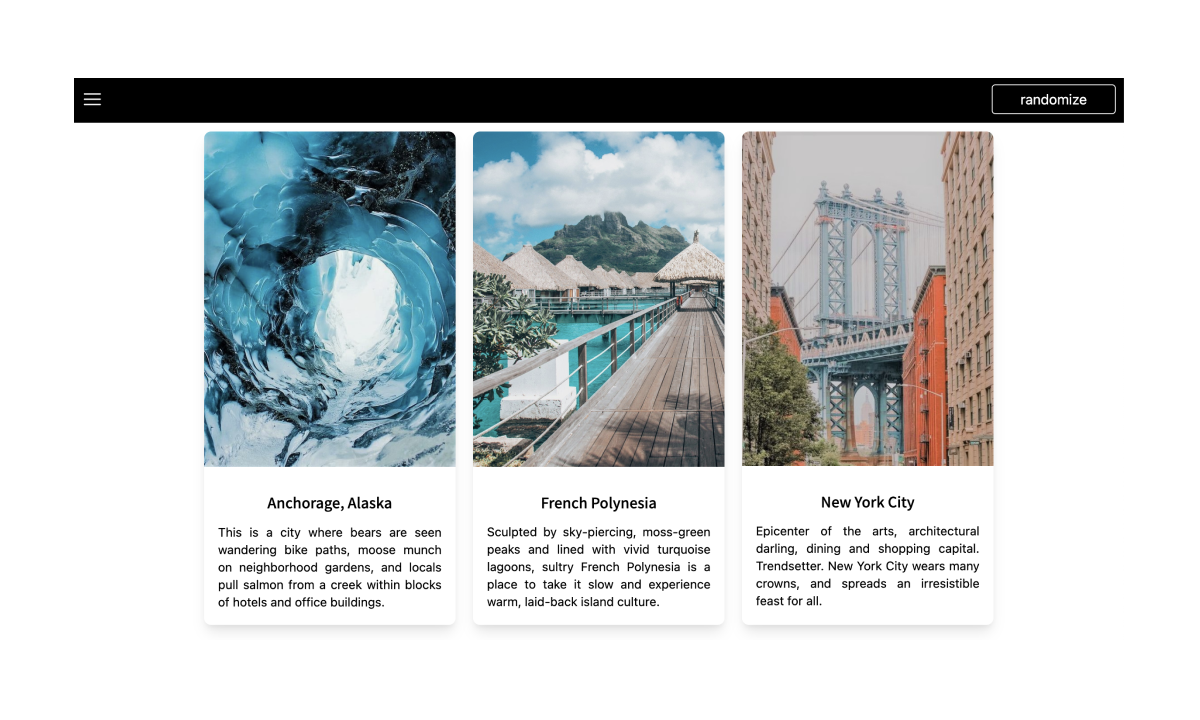 randomize
Anchorage, Alaska
This is a city where bears are seen
wandering bike paths, moose munch
on neighborhood gardens, and locals
pull salmon from a creek within blocks
of hotels and office buildings.
French Polynesia
Sculpted by sky-piercing, moss-green
peaks and lined with vivid turquoise
lagoons, sultry French Polynesia is a
place to take it slow and experience
warm, laid-back island culture.
New York City
Epicenter of the arts, architectural
darling, dining and shopping capital.
Trendsetter. New York City wears many
crowns, and spreads an irresistible
feast for all.